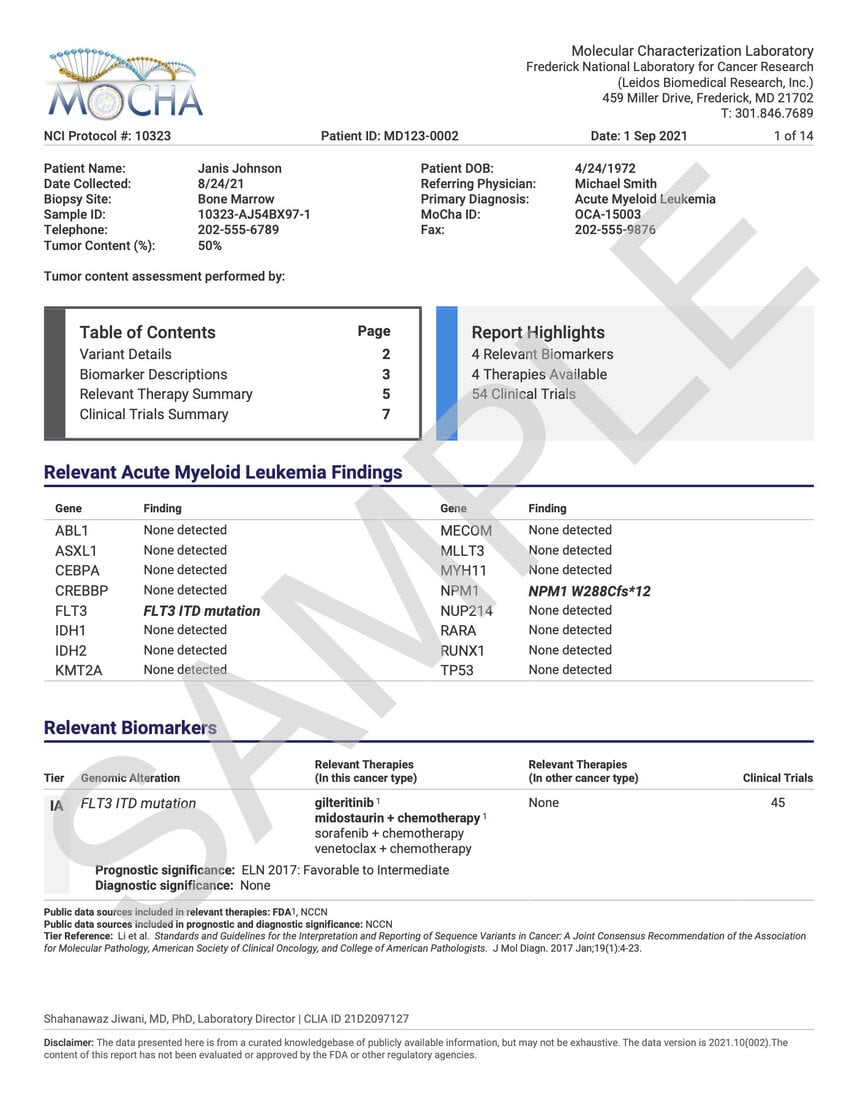 MOCHA
Molecular Characterization Laboratory
Frederick National Laboratory for Cancer Research
(Leidos Biomedical Research, Inc.)
459 Miller Drive, Frederick, MD 21702
T: 301.846.7689
NCI Protocol #: 10323 Patient ID: MD123-0002 Date: 1 Sep 2021 1 of 14
Patient Name: Janis Johnson Patient DOB: 4/24/1972
Date Collected: 8/24/21 Referring Physician: Michael Smith
Biopsy Site: Bone Marrow Primary Diagnosis: Acute Myeloid Leukemia
Sample ID: 10323-AJ54BX97-1 MoCha ID: OCA-15003
Telephone: 202-555-6789 Fax: 202-555-9876
Tumor Content (%): 50%
Tumor content assessment performed by:
Table of Contents Page
Variant Details 2
Biomarker Descriptions 3
Relevant Therapy Summary 5
Clinical Trials Summary 7
Report Highlights
4 Relevant Biomarkers
4 Therapies Available
54 Clinical Trials
Relevant Acute Myeloid Leukemia Findings
Gene Finding Gene Finding
ABL1 None detected MECOM None detected
ASXL1 None detected MLLT3 None detected
CEBPA None detected MYH11 None detected
CREBBP None detected NPM1 NPM1 W288Cfs*12
FLT3 FLT3 ITD mutation NUP214 None detected
IDH1 None detected RARA None detected
IDH2 None detected RUNX1 None detected
KMT2A None detected TP53 None detected
Relevant Biomarkers
Tier Genomic Alteration Relevant Therapies (In this cancer type) Relevant Therapies (In other cancer type) Clinical Trials
IA FLT3 ITD mutation gilteritinib 1 None 45
midostaurin + chemotherapy 1
sorafenib + chemotherapy
venetoclax + chemotherapy
Prognostic significance: ELN 2017: Favorable to Intermediate
Diagnostic significance: None
Public data sources included in relevant therapies: FDA1, NCCN
Public data sources included in prognostic and diagnostic significance: NCCN
Tier Reference: Li et al. Standards and Guidelines for the Interpretation and Reporting of Sequence Variants in Cancer: A Joint Consensus Recommendation of the Association
for Molecular Pathology, American Society of Clinical Oncology, and College of American Pathologists. J Mol Diagn. 2017 Jan;19(1):4-23.
Shahanawaz Jiwani, MD, PhD, Laboratory Director | CLIA ID 21D2097127
Disclaimer: The data presented here is from a curated knowledgebase of publicly available information, but may not be exhaustive. The data version is 2021.10(002).The
content of this report has not been evaluated or approved by the FDA or other regulatory agencies.
SAMPLE